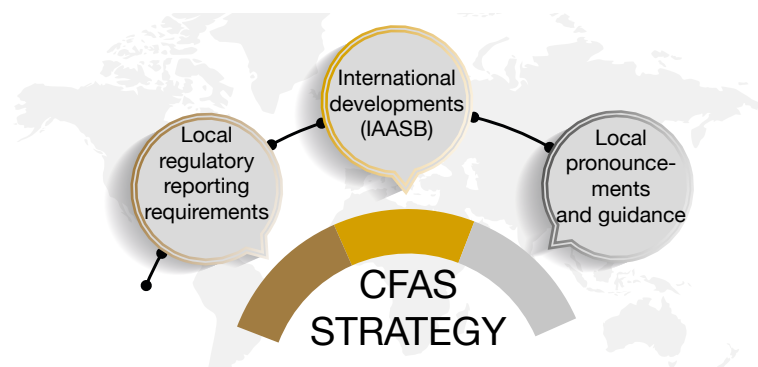 International
developments
(IAASB)
Local
regulatory
reporting
requirements
Local
pronounce-
ments
and guidance
CFAS
STRATEGY